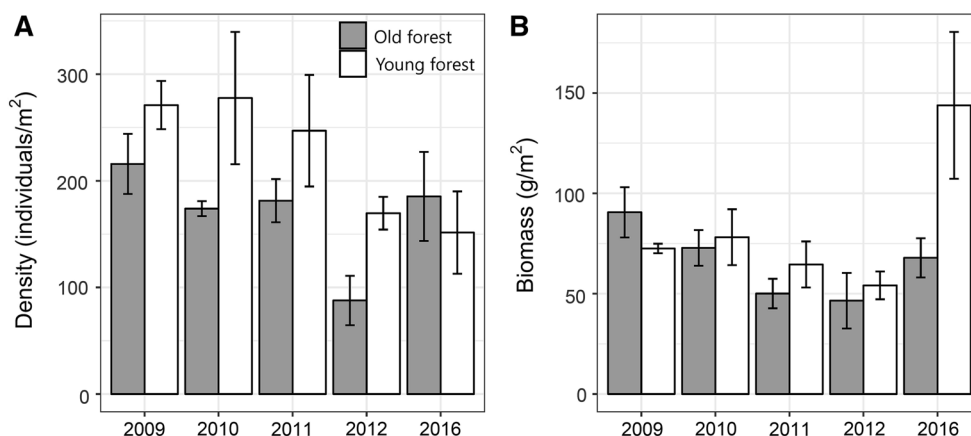 A
Density (individuals/m²)
300
200
100
0
Old forest
Young forest
2009 2010 2011 2012 2016
B
Biomass (g/m²)
150
100
50
0
2009 2010 2011 2012 2016